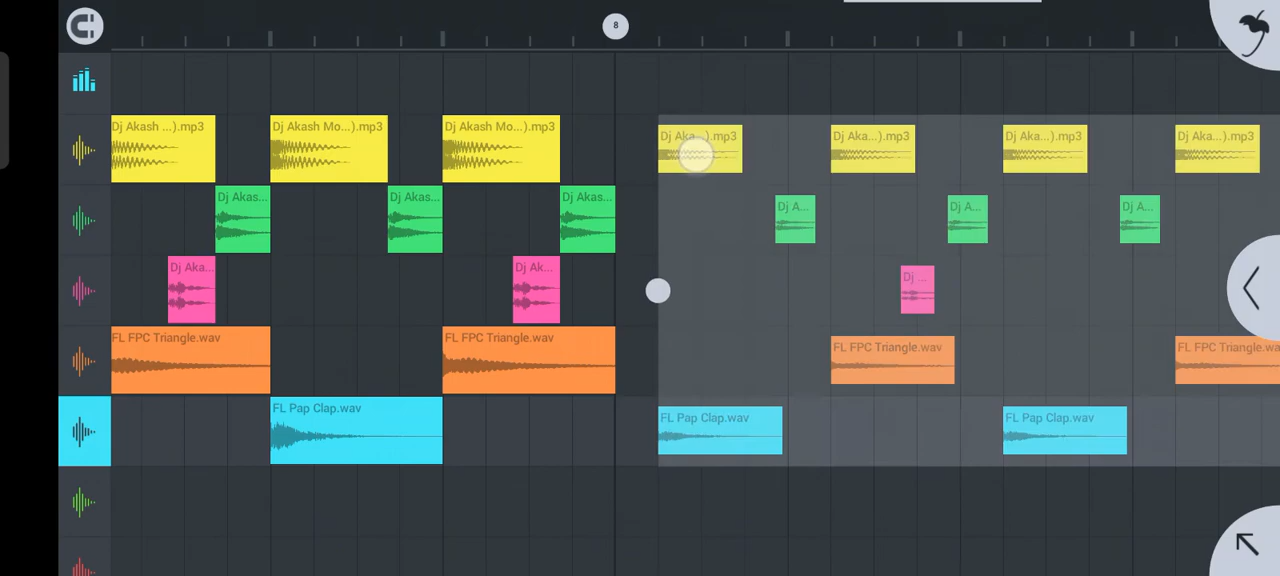 8
Dj Akash ...).mp3
Dj Akash Mo...).mp3
Dj Akash Mo...).mp3
Dj Aka...).mp3
Dj Aka...).mp3
Dj Aka...).mp3
Dj Aka...).mp3
Dj Akas...
Dj Akas...
Dj Akas...
Dj A...
Dj A...
Dj A...
Dj Aka...
Dj Ak...
Dj ...
FL FPC Triangle.wav
FL FPC Triangle.wav
FL FPC Triangle.wav
FL FPC Triangle.wa
FL Pap Clap.wav
FL Pap Clap.wav
FL Pap Clap.wav